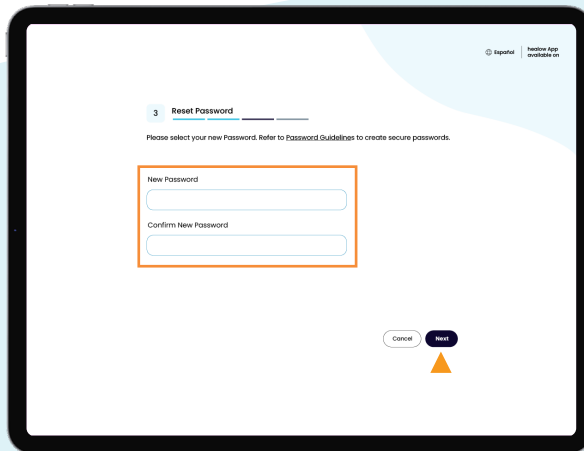 Español
healow App
available on
3 Reset Password
Please select your new Password. Refer to Password Guidelines to create secure passwords.
New Password
Confirm New Password
Cancel Next